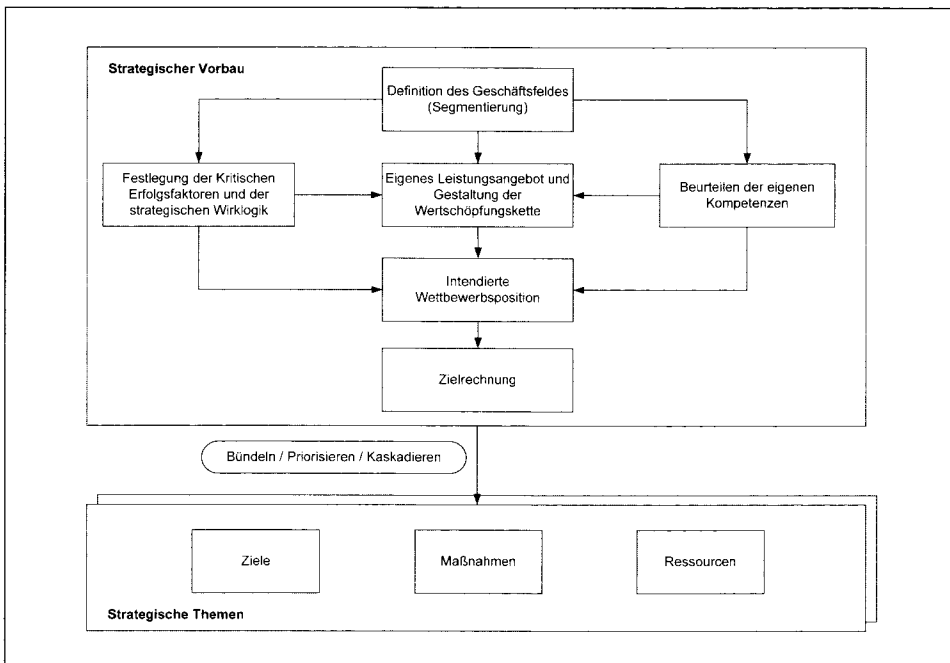 Strategischer Vorbau
Definition des Geschäftsfeldes
(Segmentierung)
Festlegung der Kritischen
Erfolgsfaktoren und der
strategischen Wirklogik
Eigenes Leistungsangebot und
Gestaltung der
Wertschöpfungskette
Beurteilen der eigenen
Kompetenzen
Intendierte
Wettbewerbsposition
Zielrechnung
Bündeln / Priorisieren / Kaskadieren
Ziele
Maßnahmen
Ressourcen
Strategische Themen